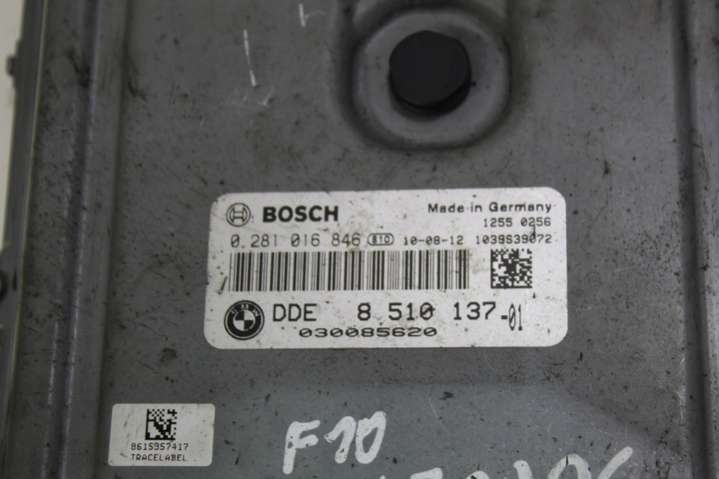 BOSCH Made in Germany
1255 0256
0 281 016 846 810 10-08-12 1039S39072
DDE 8 510 137-01
030085620
8615957417
TRACELABEL
F10